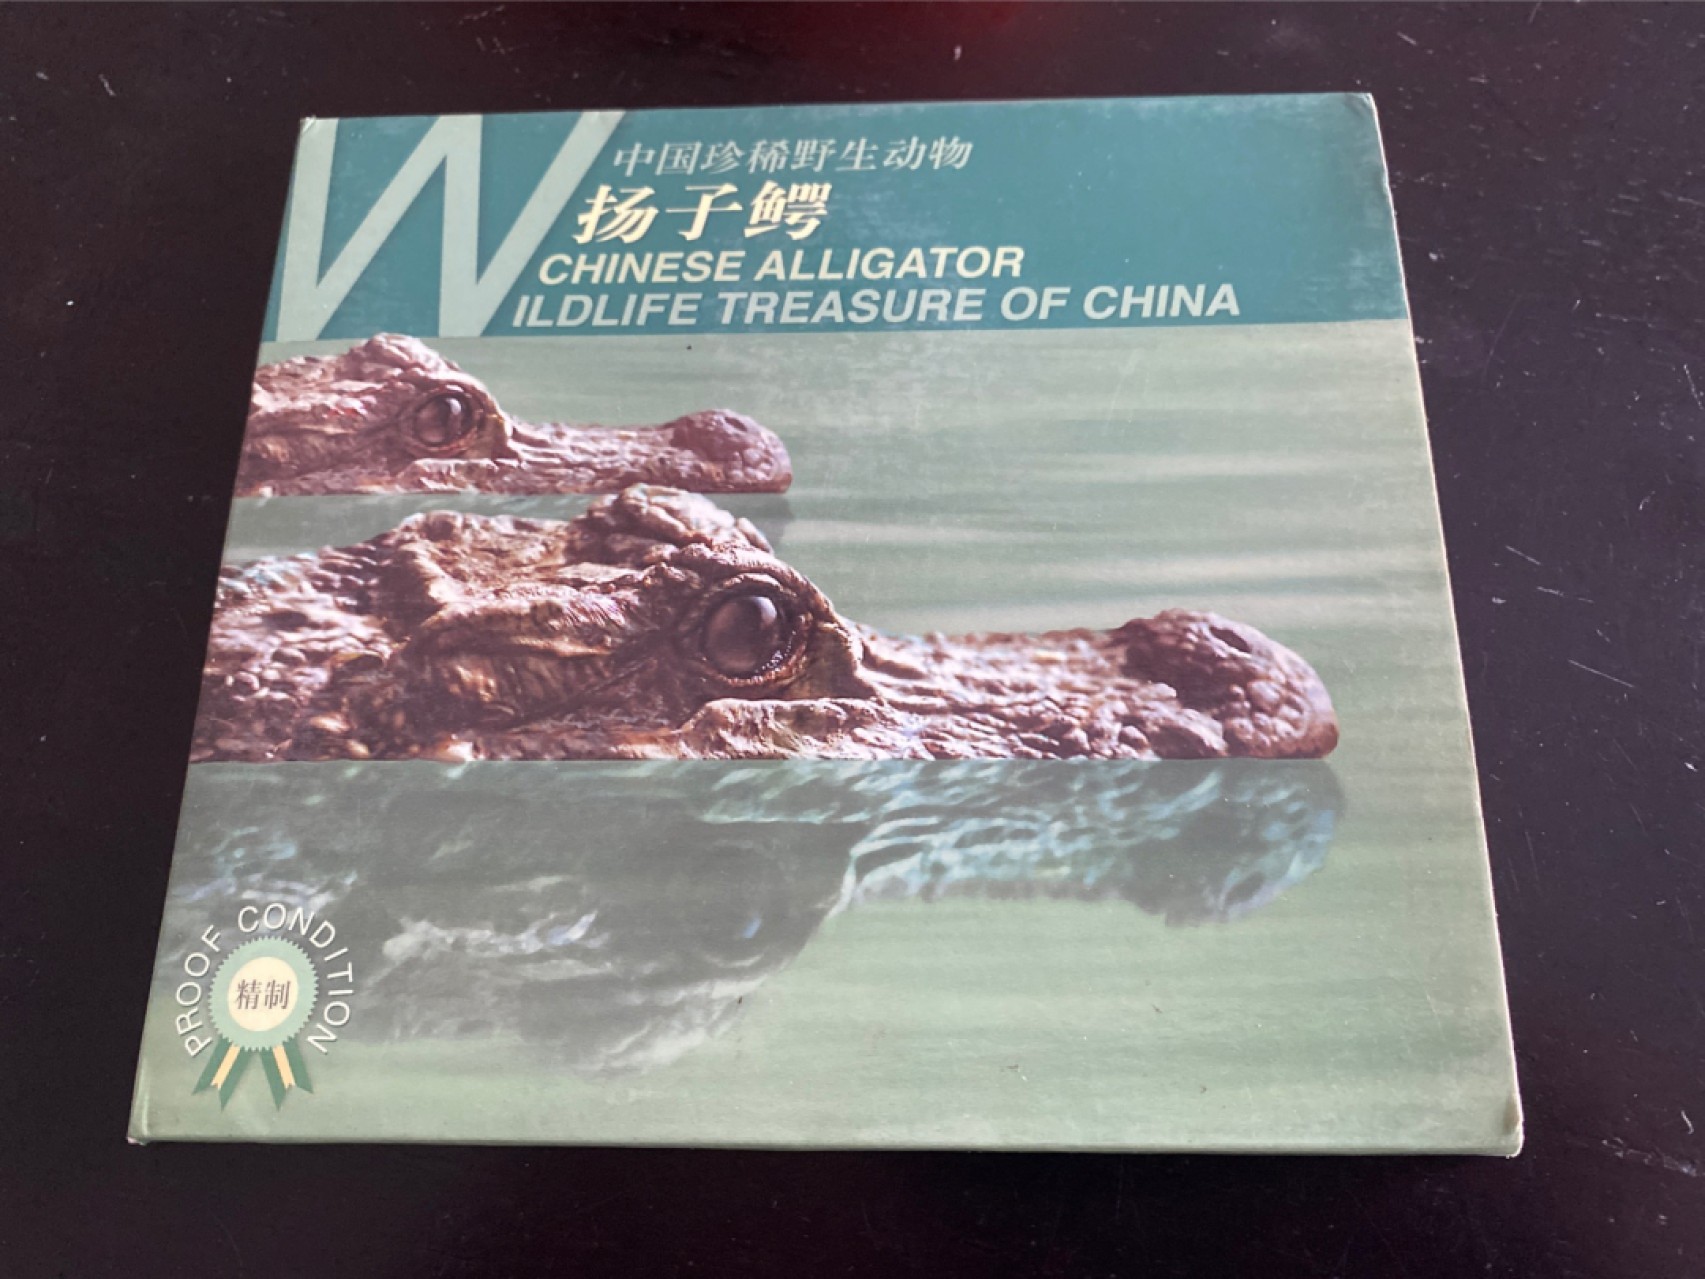 中国珍稀野生动物
扬子鳄
CHINESE ALLIGATOR
WILDLIFE TREASURE OF CHINA
PROOF CONDITION
精制